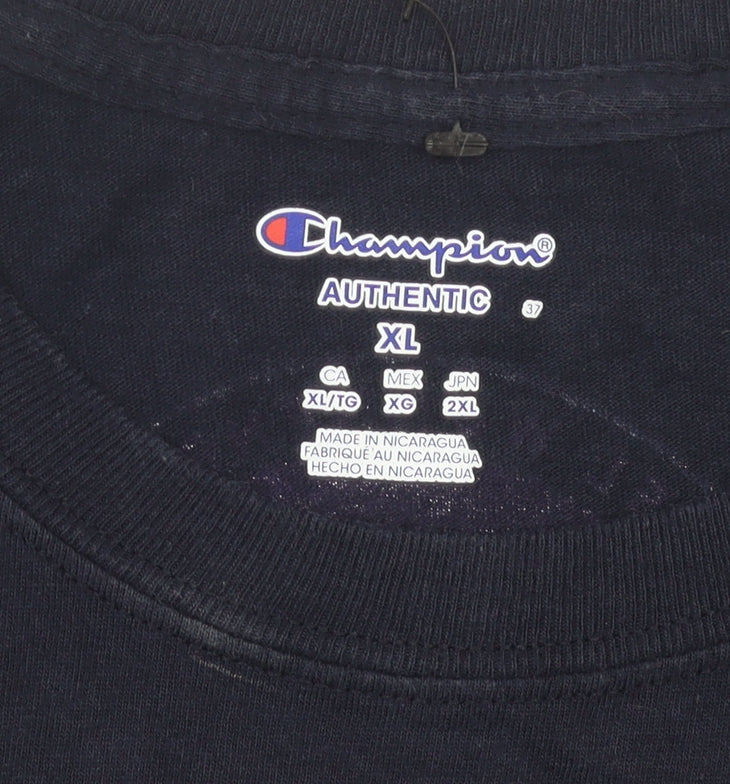 Champion®
AUTHENTIC 37
XL
CA MEX JPN
XL/TG XG 2XL
MADE IN NICARAGUA
FABRIQUÉ AU NICARAGUA
HECHO EN NICARAGUA